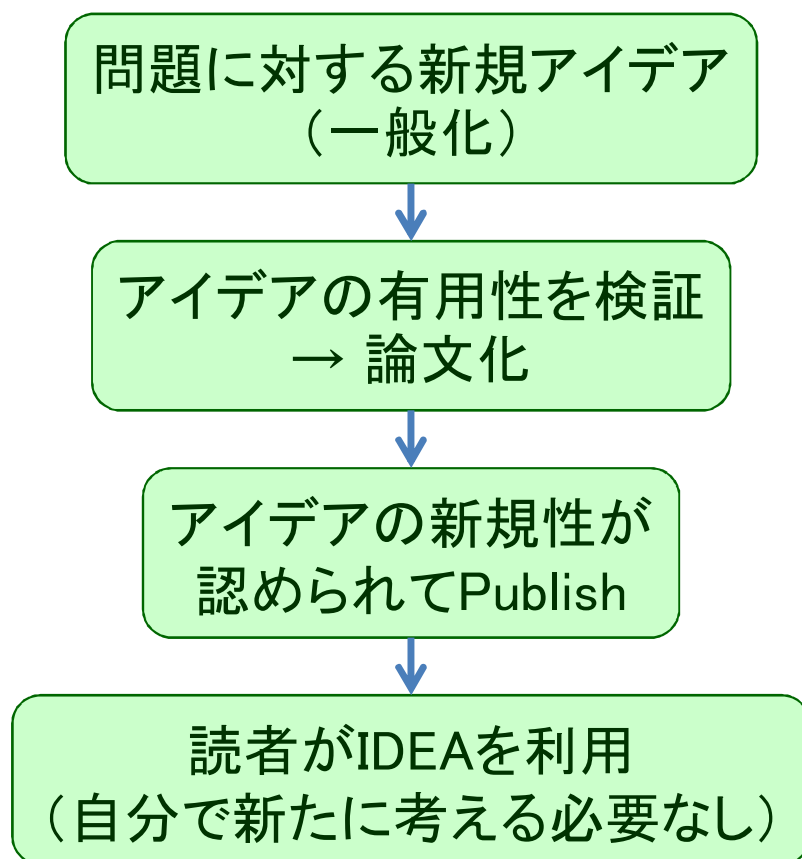 問題に対する新規アイデア
（一般化）
アイデアの有用性を検証
→ 論文化
アイデアの新規性が
認められてPublish
読者がIDEAを利用
（自分で新たに考える必要なし）